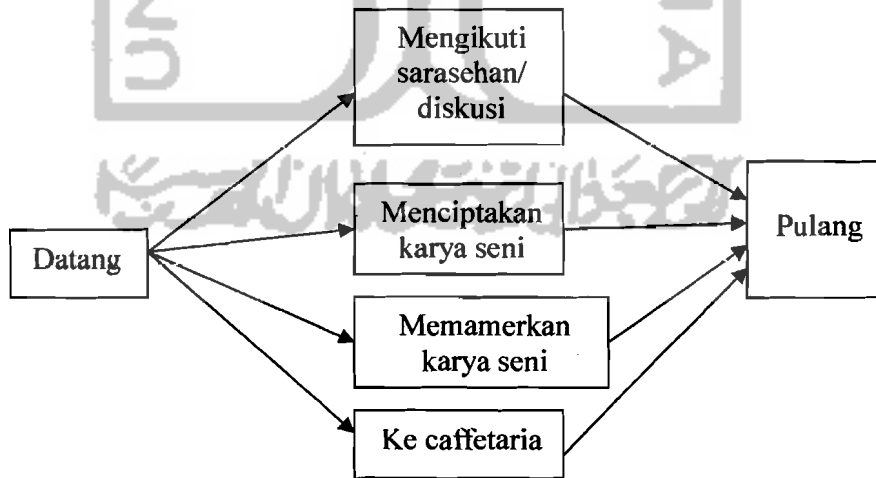 Mengikuti
sarasehan/
diskusi
Menciptakan
karya seni
Datang
Pulang
Memamerkan
karya seni
Ke caffetaria